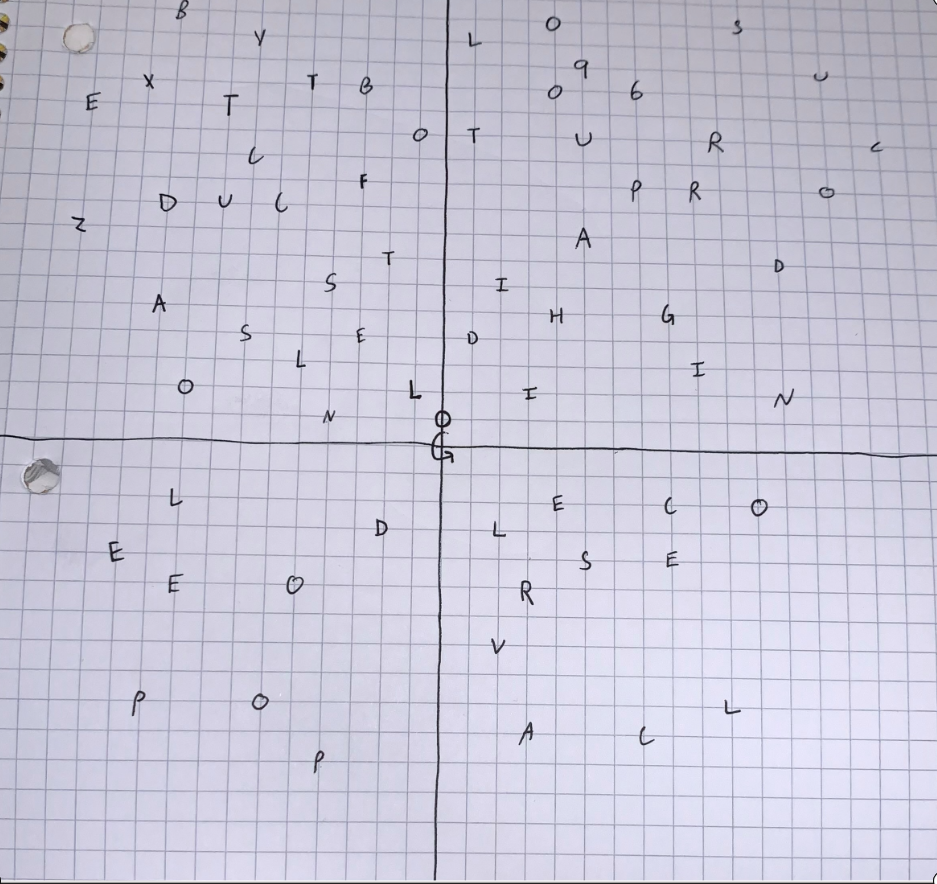 B
O S
V L
9 U
X T B O 6
E T
O T U R C
L
F
D U C P R O
Z
A
T D
S I
A
H G
S E D
L
I
O L I N
N O
G
L E C O
D L
E S E
E O R
V
P O L
A C
P